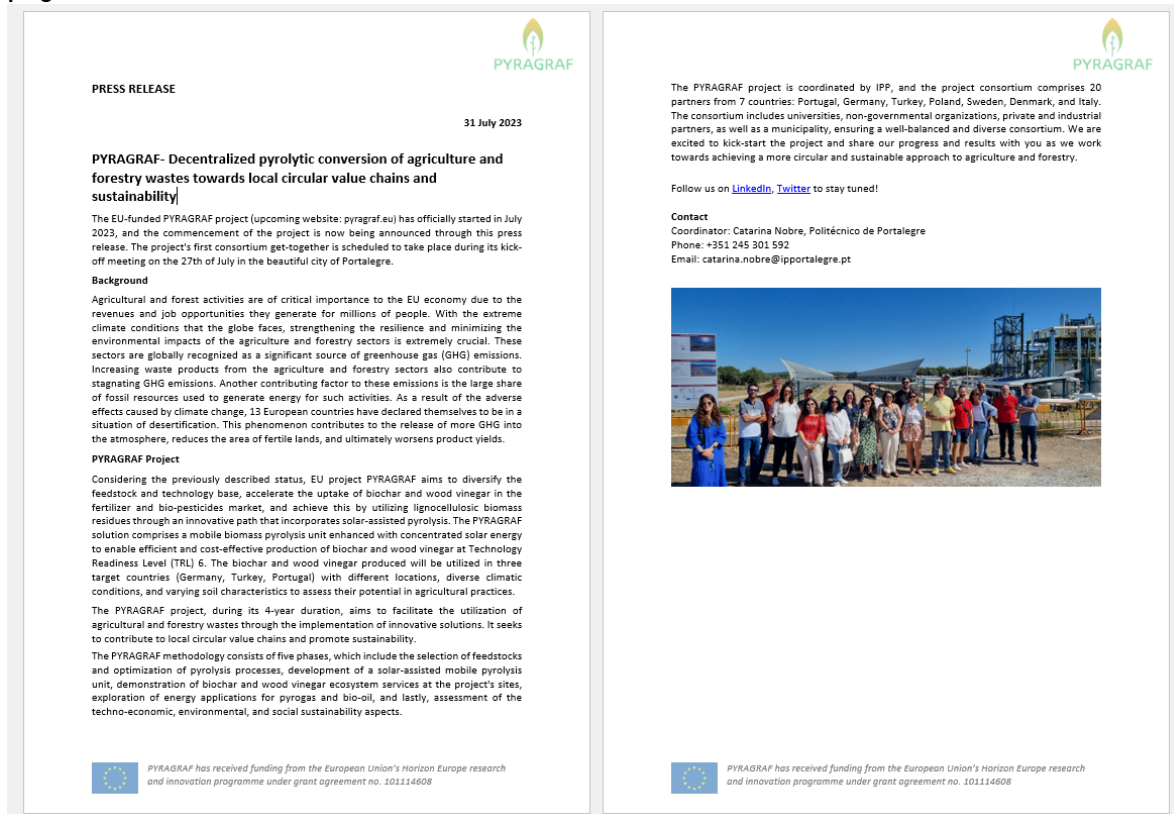 PYRAGRAF
PRESS RELEASE
31 July 2023
PYRAGRAF- Decentralized pyrolytic conversion of agriculture and
forestry wastes towards local circular value chains and
sustainability
The EU-funded PYRAGRAF project (upcoming website: pyragraf.eu) has officially started in July
2023, and the commencement of the project is now being announced through this press
release. The project's first consortium get-together is scheduled to take place during its kick-
off meeting on the 27th of July in the beautiful city of Portalegre.
Background
Agricultural and forest activities are of critical importance to the EU economy due to the
revenues and job opportunities they generate for millions of people. With the extreme
climate conditions that the globe faces, strengthening the resilience and minimizing the
environmental impacts of the agriculture and forestry sectors is extremely crucial. These
sectors are globally recognized as a significant source of greenhouse gas (GHG) emissions.
Increasing waste products from the agriculture and forestry sectors also contribute to
stagnating GHG emissions. Another contributing factor to these emissions is the large share
of fossil resources used to generate energy for such activities. As a result of the adverse
effects caused by climate change, 13 European countries have declared themselves to be in a
situation of desertification. This phenomenon contributes to the release of more GHG into
the atmosphere, reduces the area of fertile lands, and ultimately worsens product yields.
PYRAGRAF Project
Considering the previously described status, EU project PYRAGRAF aims to diversify the
feedstock and technology base, accelerate the uptake of biochar and wood vinegar in the
fertilizer and bio-pesticides market, and achieve this by utilizing lignocellulosic biomass
residues through an innovative path that incorporates solar-assisted pyrolysis. The PYRAGRAF
solution comprises a mobile biomass pyrolysis unit enhanced with concentrated solar energy
to enable efficient and cost-effective production of biochar and wood vinegar at Technology
Readiness Level (TRL) 6. The biochar and wood vinegar produced will be utilized in three
target countries (Germany, Turkey, Portugal) with different locations, diverse climatic
conditions, and varying soil characteristics to assess their potential in agricultural practices.
The PYRAGRAF project, during its 4-year duration, aims to facilitate the utilization of
agricultural and forestry wastes through the implementation of innovative solutions. It seeks
to contribute to local circular value chains and promote sustainability.
The PYRAGRAF methodology consists of five phases, which include the selection of feedstocks
and optimization of pyrolysis processes, development of a solar-assisted mobile pyrolysis
unit, demonstration of biochar and wood vinegar ecosystem services at the project's sites,
exploration of energy applications for pyrogas and bio-oil, and lastly, assessment of the
techno-economic, environmental, and social sustainability aspects.
PYRAGRAF has received funding from the European Union's Horizon Europe research
and innovation programme under grant agreement no. 101114608
PYRAGRAF
The PYRAGRAF project is coordinated by IPP, and the project consortium comprises 20
partners from 7 countries: Portugal, Germany, Turkey, Poland, Sweden, Denmark, and Italy.
The consortium includes universities, non-governmental organizations, private and industrial
partners, as well as a municipality, ensuring a well-balanced and diverse consortium. We are
excited to kick-start the project and share our progress and results with you as we work
towards achieving a more circular and sustainable approach to agriculture and forestry.
Follow us on LinkedIn, Twitter to stay tuned!
Contact
Coordinator: Catarina Nobre, Politécnico de Portalegre
Phone: +351 245 301 592
Email: catarina.nobre@ipportalegre.pt
PYRAGRAF has received funding from the European Union's Horizon Europe research
and innovation programme under grant agreement no. 101114608